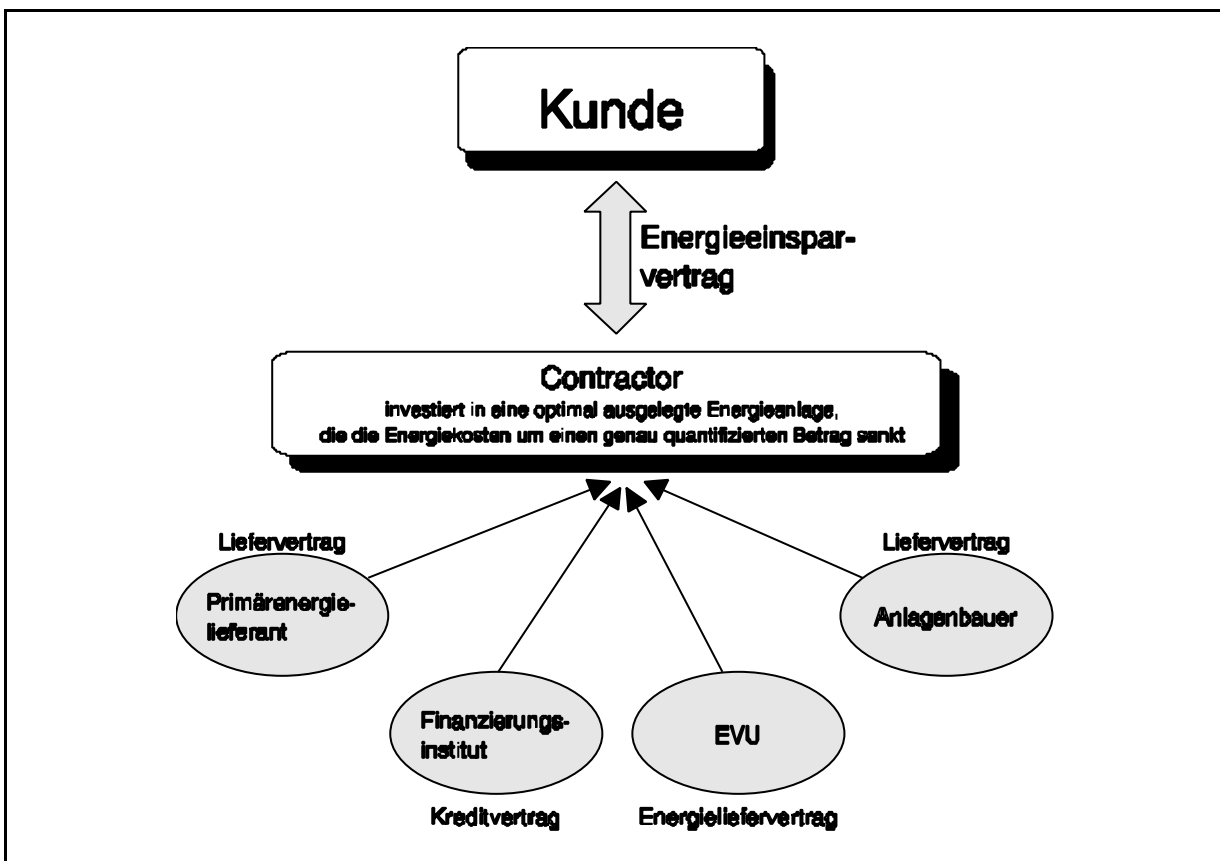 Kunde
Energieeinspar-
vertrag
Contractor
investiert in eine optimal ausgelegte Energieanlage,
die die Energiekosten um einen genau quantifizierten Betrag senkt
Liefervertrag
Primärenergie-
lieferant
Liefervertrag
Anlagenbauer
Finanzierungs-
institut
Kreditvertrag
EVU
Energieliefervertrag